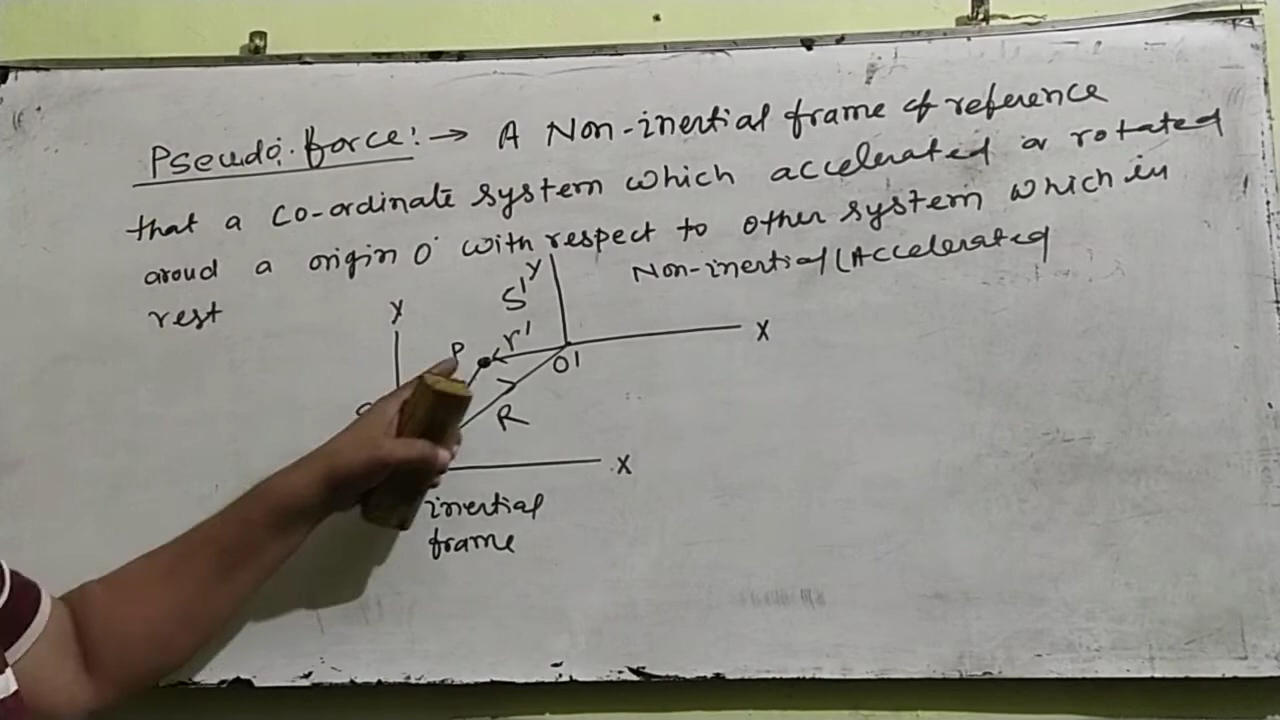 Pseudo force:→ A Non-inertial frame of reference
that a co-ordinate system which accelerated or rotated
aroud a origin O' with respect to other system which in
rest
Non-inertial (Accelerated
Y
S'
Y
X
P
r'
O'
R
X
inertial
frame